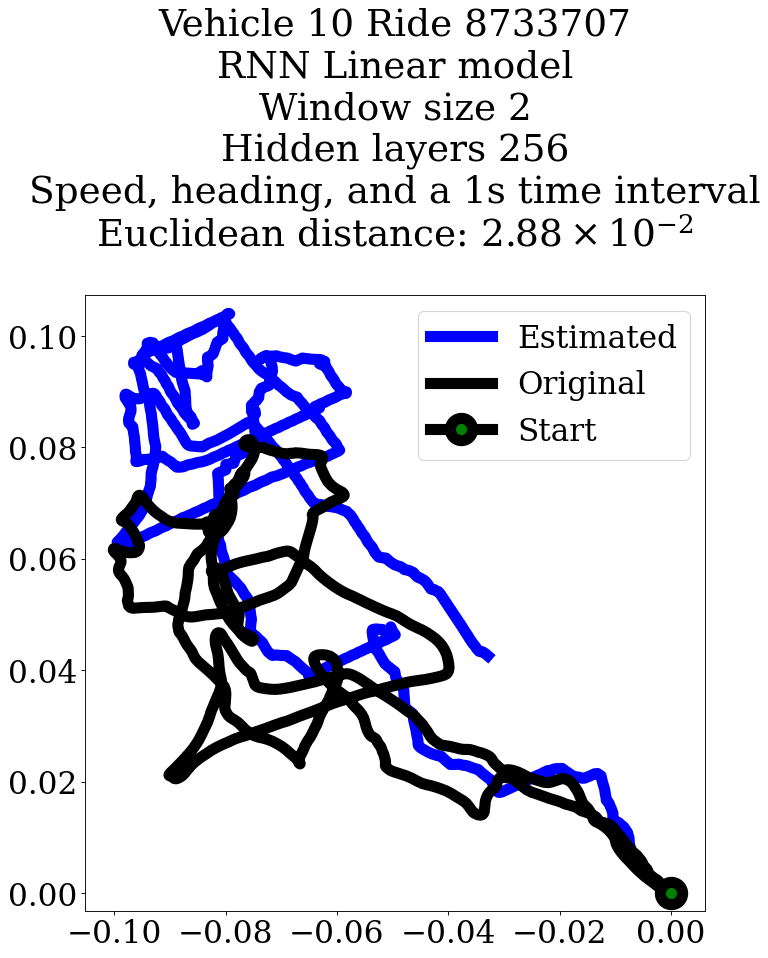 Vehicle 10 Ride 8733707
RNN Linear model
Window size 2
Hidden layers 256
Speed, heading, and a 1s time interval
Euclidean distance: 2.88 × 10⁻²
Estimated
Original
Start
0.10
0.08
0.06
0.04
0.02
0.00
−0.10 −0.08 −0.06 −0.04 −0.02 0.00